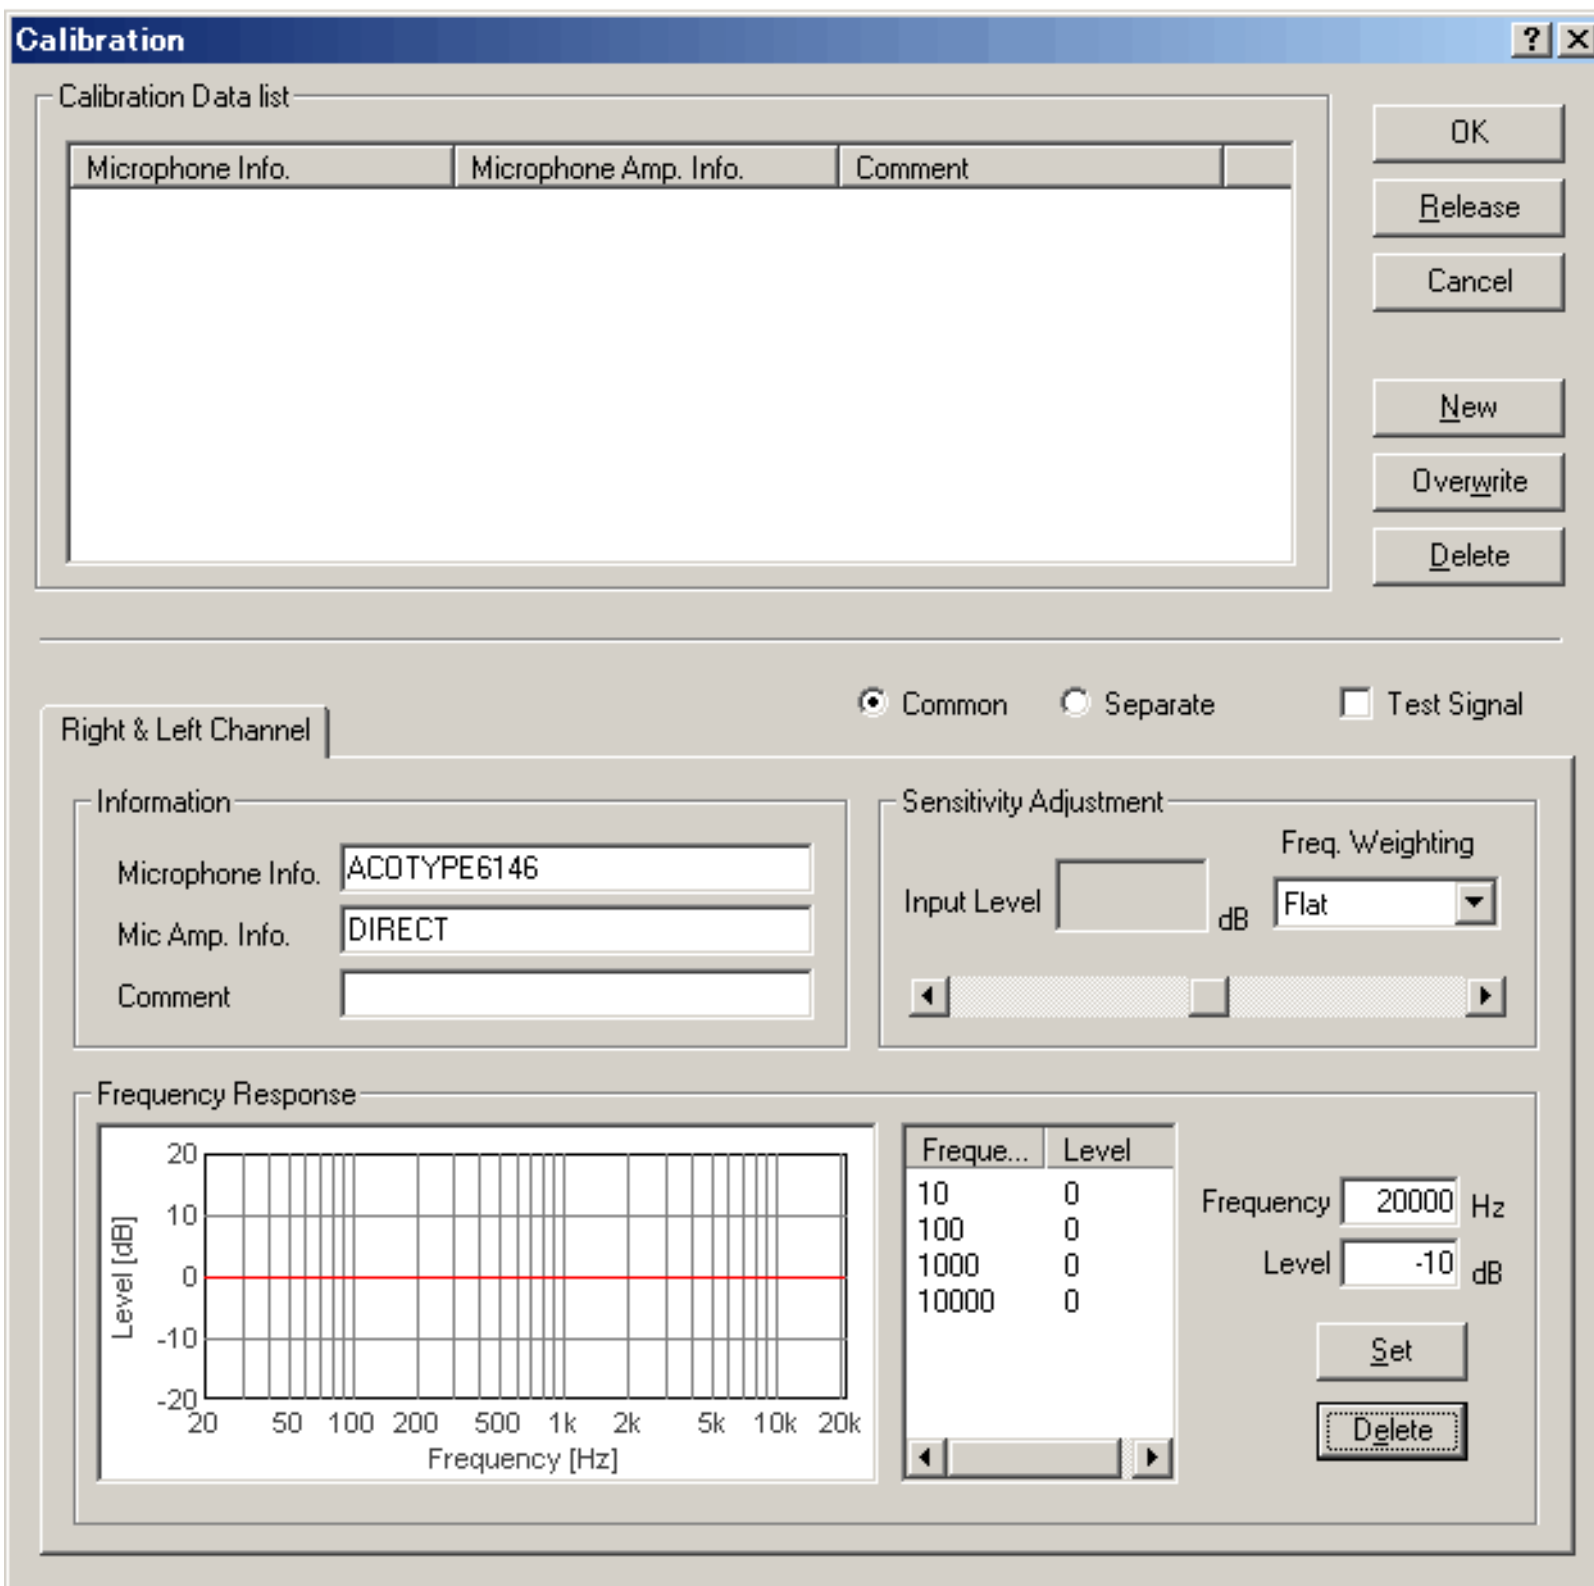 Calibration
Calibration Data list
Microphone Info. Microphone Amp. Info. Comment
OK
Release
Cancel
New
Overwrite
Delete
Common Separate Test Signal
Right & Left Channel
Information
Microphone Info. ACOTYPE6146
Mic Amp. Info. DIRECT
Comment
Sensitivity Adjustment
Freq. Weighting
Input Level dB Flat
Frequency Response
20
10
0
-10
-20
Level [dB]
20 50 100 200 500 1k 2k 5k 10k 20k
Frequency [Hz]
Freque... Level
10 0
100 0
1000 0
10000 0
Frequency 20000 Hz
Level -10 dB
Set
Delete